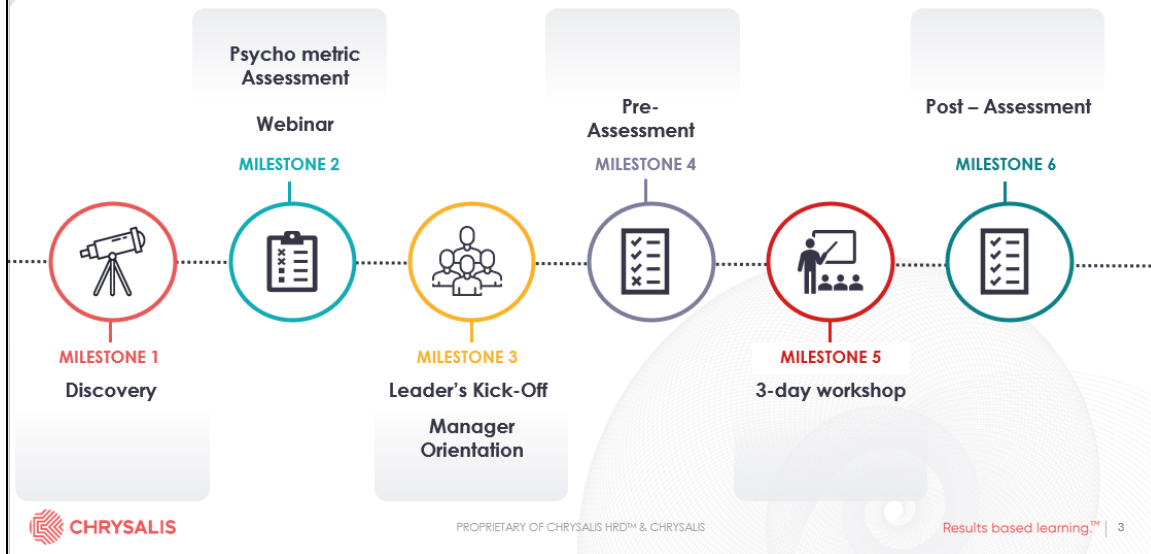 Psycho metric
Assessment
Webinar
MILESTONE 2
Pre-
Assessment
MILESTONE 4
Post – Assessment
MILESTONE 6
MILESTONE 1
Discovery
MILESTONE 3
Leader's Kick-Off
Manager
Orientation
MILESTONE 5
3-day workshop
CHRYSALIS
PROPRIETARY OF CHRYSALIS HRD™ & CHRYSALIS
Results based learning.™ | 3